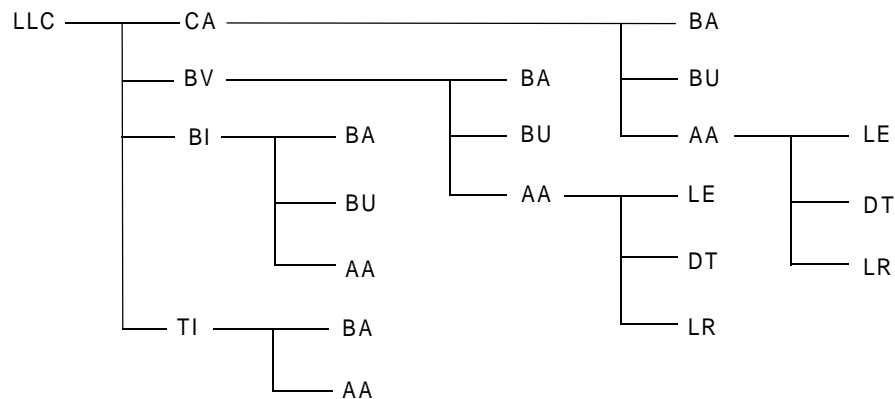 LLC CA BA
BV BA BU
BI BA BU AA LE
BU AA LE DT
AA DT LR
TI BA LR
AA